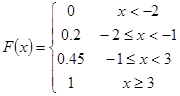 F(x) = { 0 x < -2
0.2 -2 ≤ x < -1
0.45 -1 ≤ x < 3
1 x ≥ 3